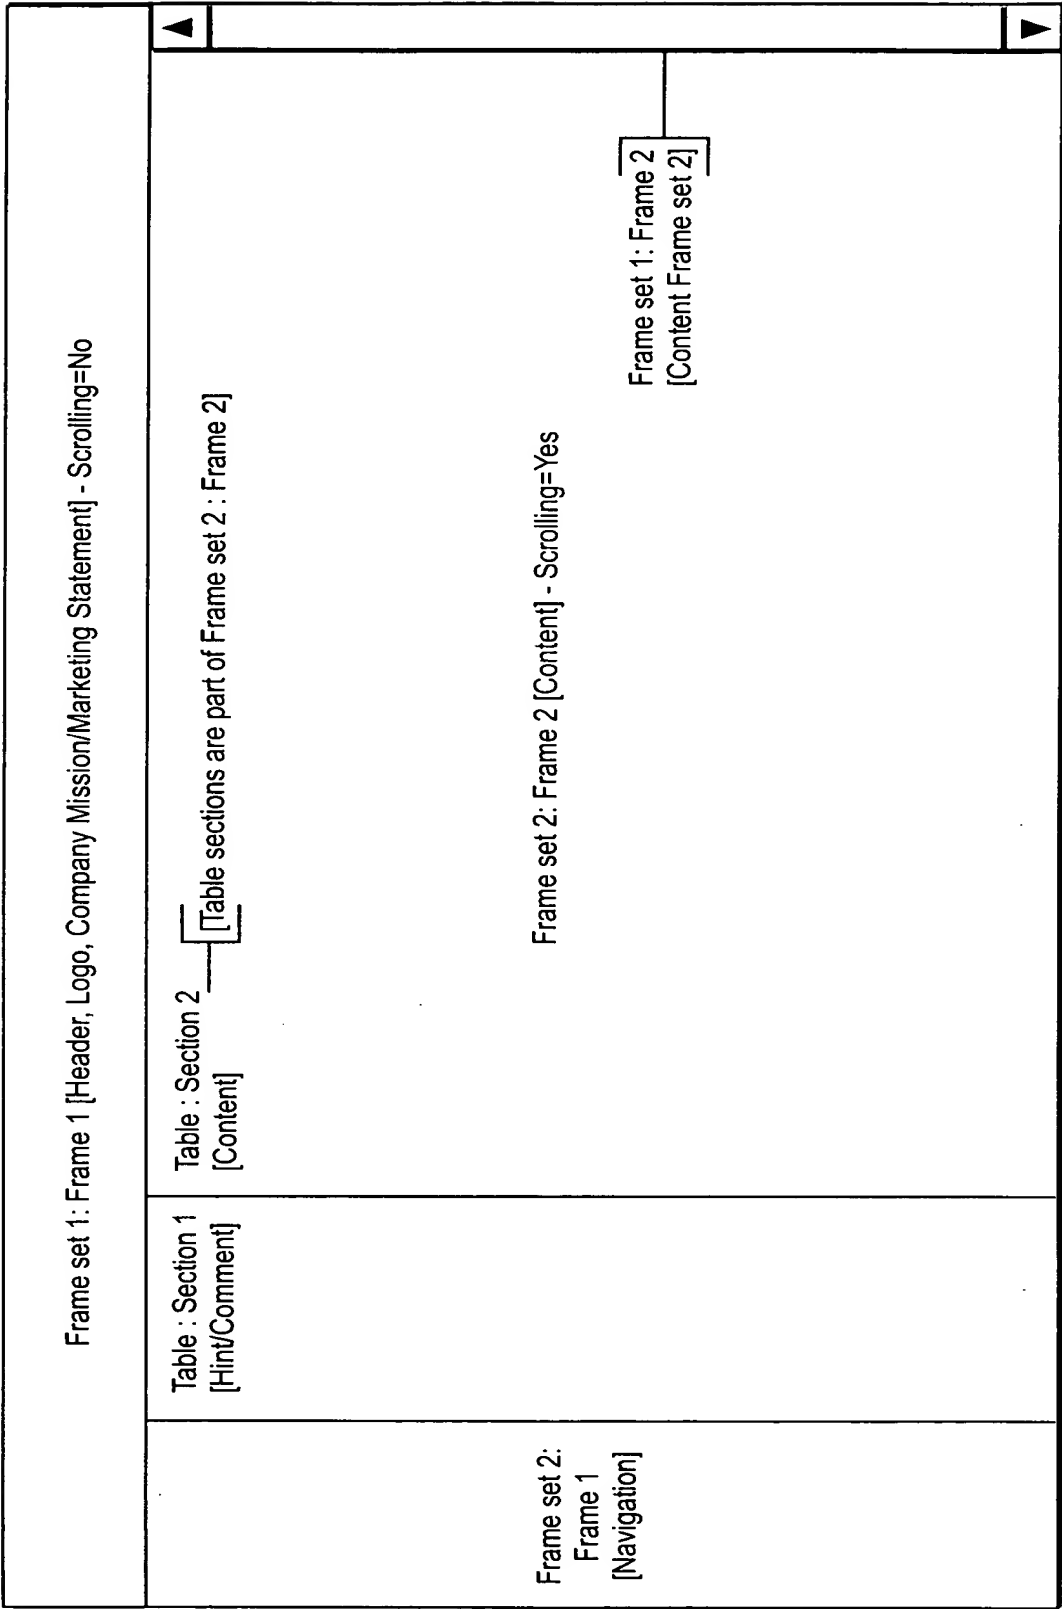 Frame set 1: Frame 1 [Header, Logo, Company Mission/Marketing Statement] - Scrolling=No
Frame set 2:
Frame 1
[Navigation]
Table : Section 1
[Hint/Comment]
Table : Section 2
[Content]
[Table sections are part of Frame set 2 : Frame 2]
Frame set 2: Frame 2 [Content] - Scrolling=Yes
Frame set 1: Frame 2
[Content Frame set 2]